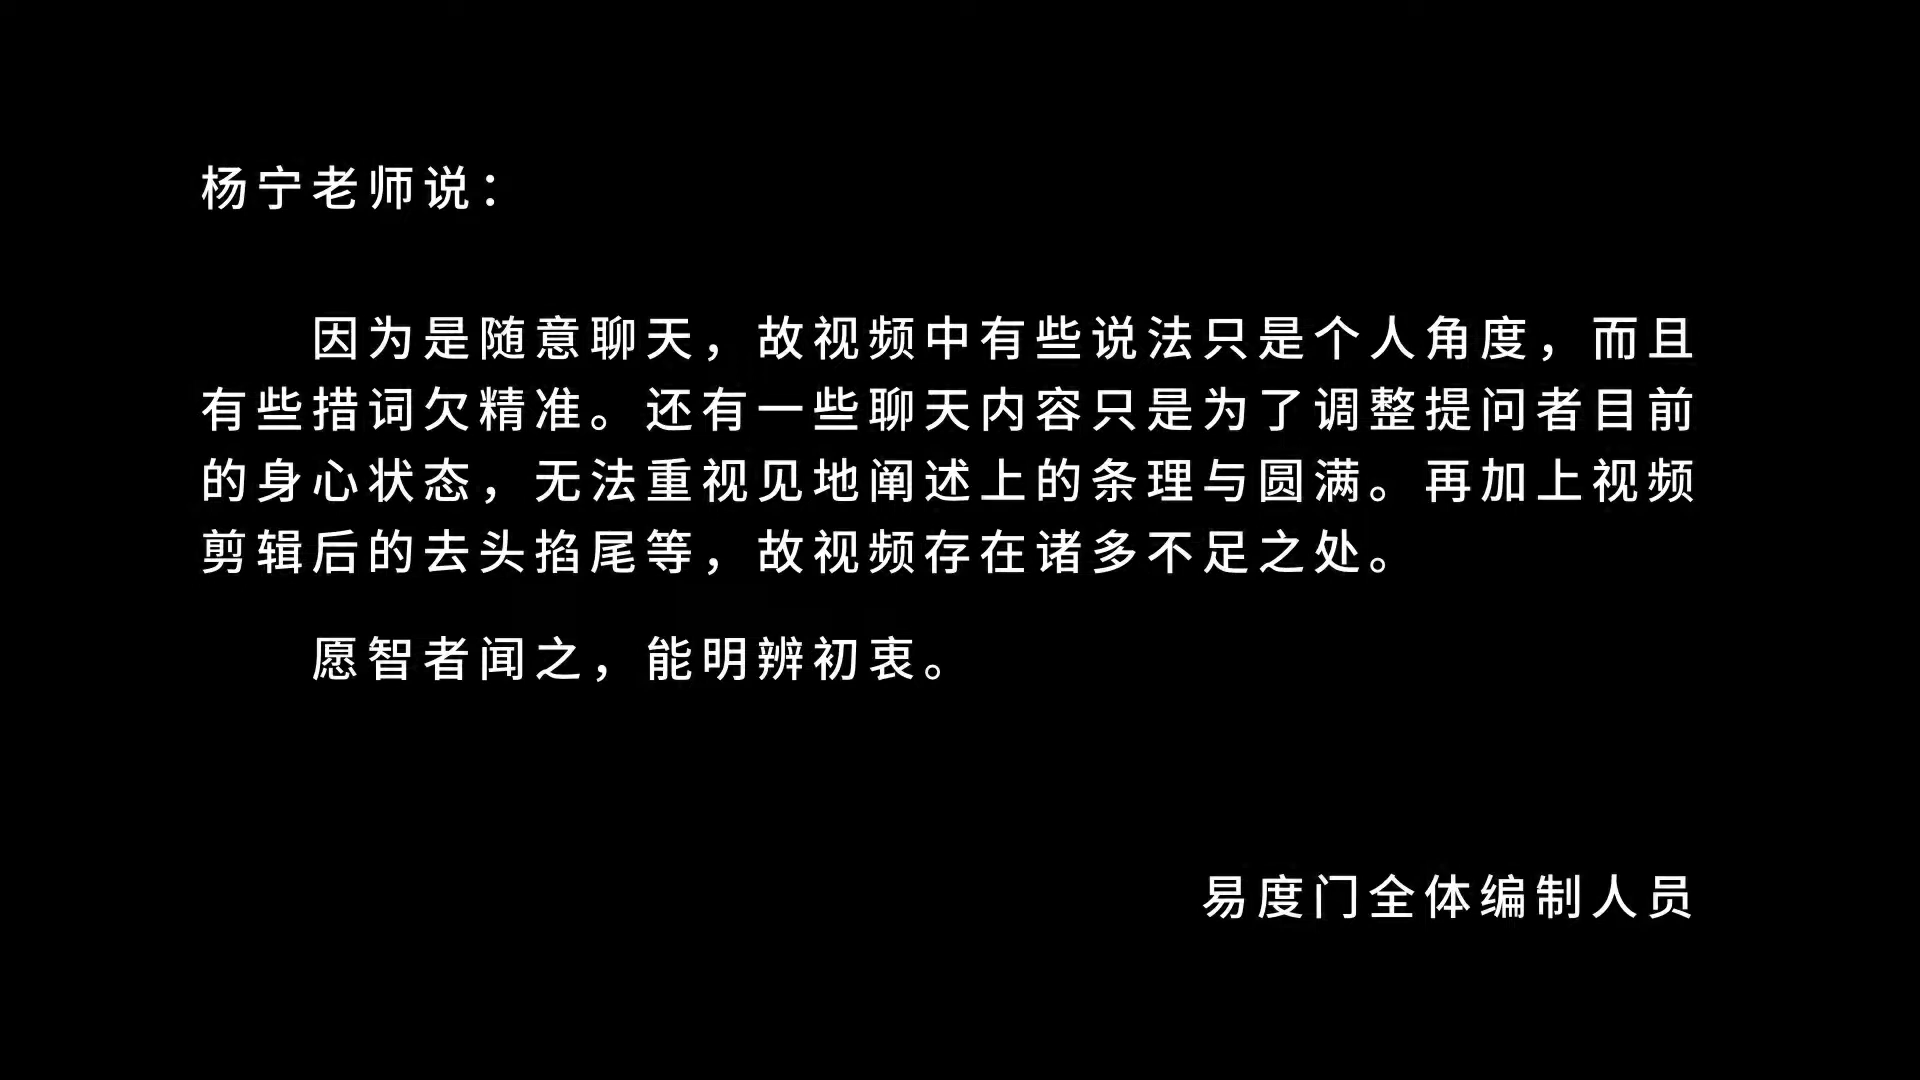 杨宁老师说：
因为是随意聊天，故视频中有些说法只是个人角度，而且
有些措词欠精准。还有一些聊天内容只是为了调整提问者目前
的身心状态，无法重视见地阐述上的条理与圆满。再加上视频
剪辑后的去头掐尾等，故视频存在诸多不足之处。
愿智者闻之，能明辨初衷。
易度门全体编制人员